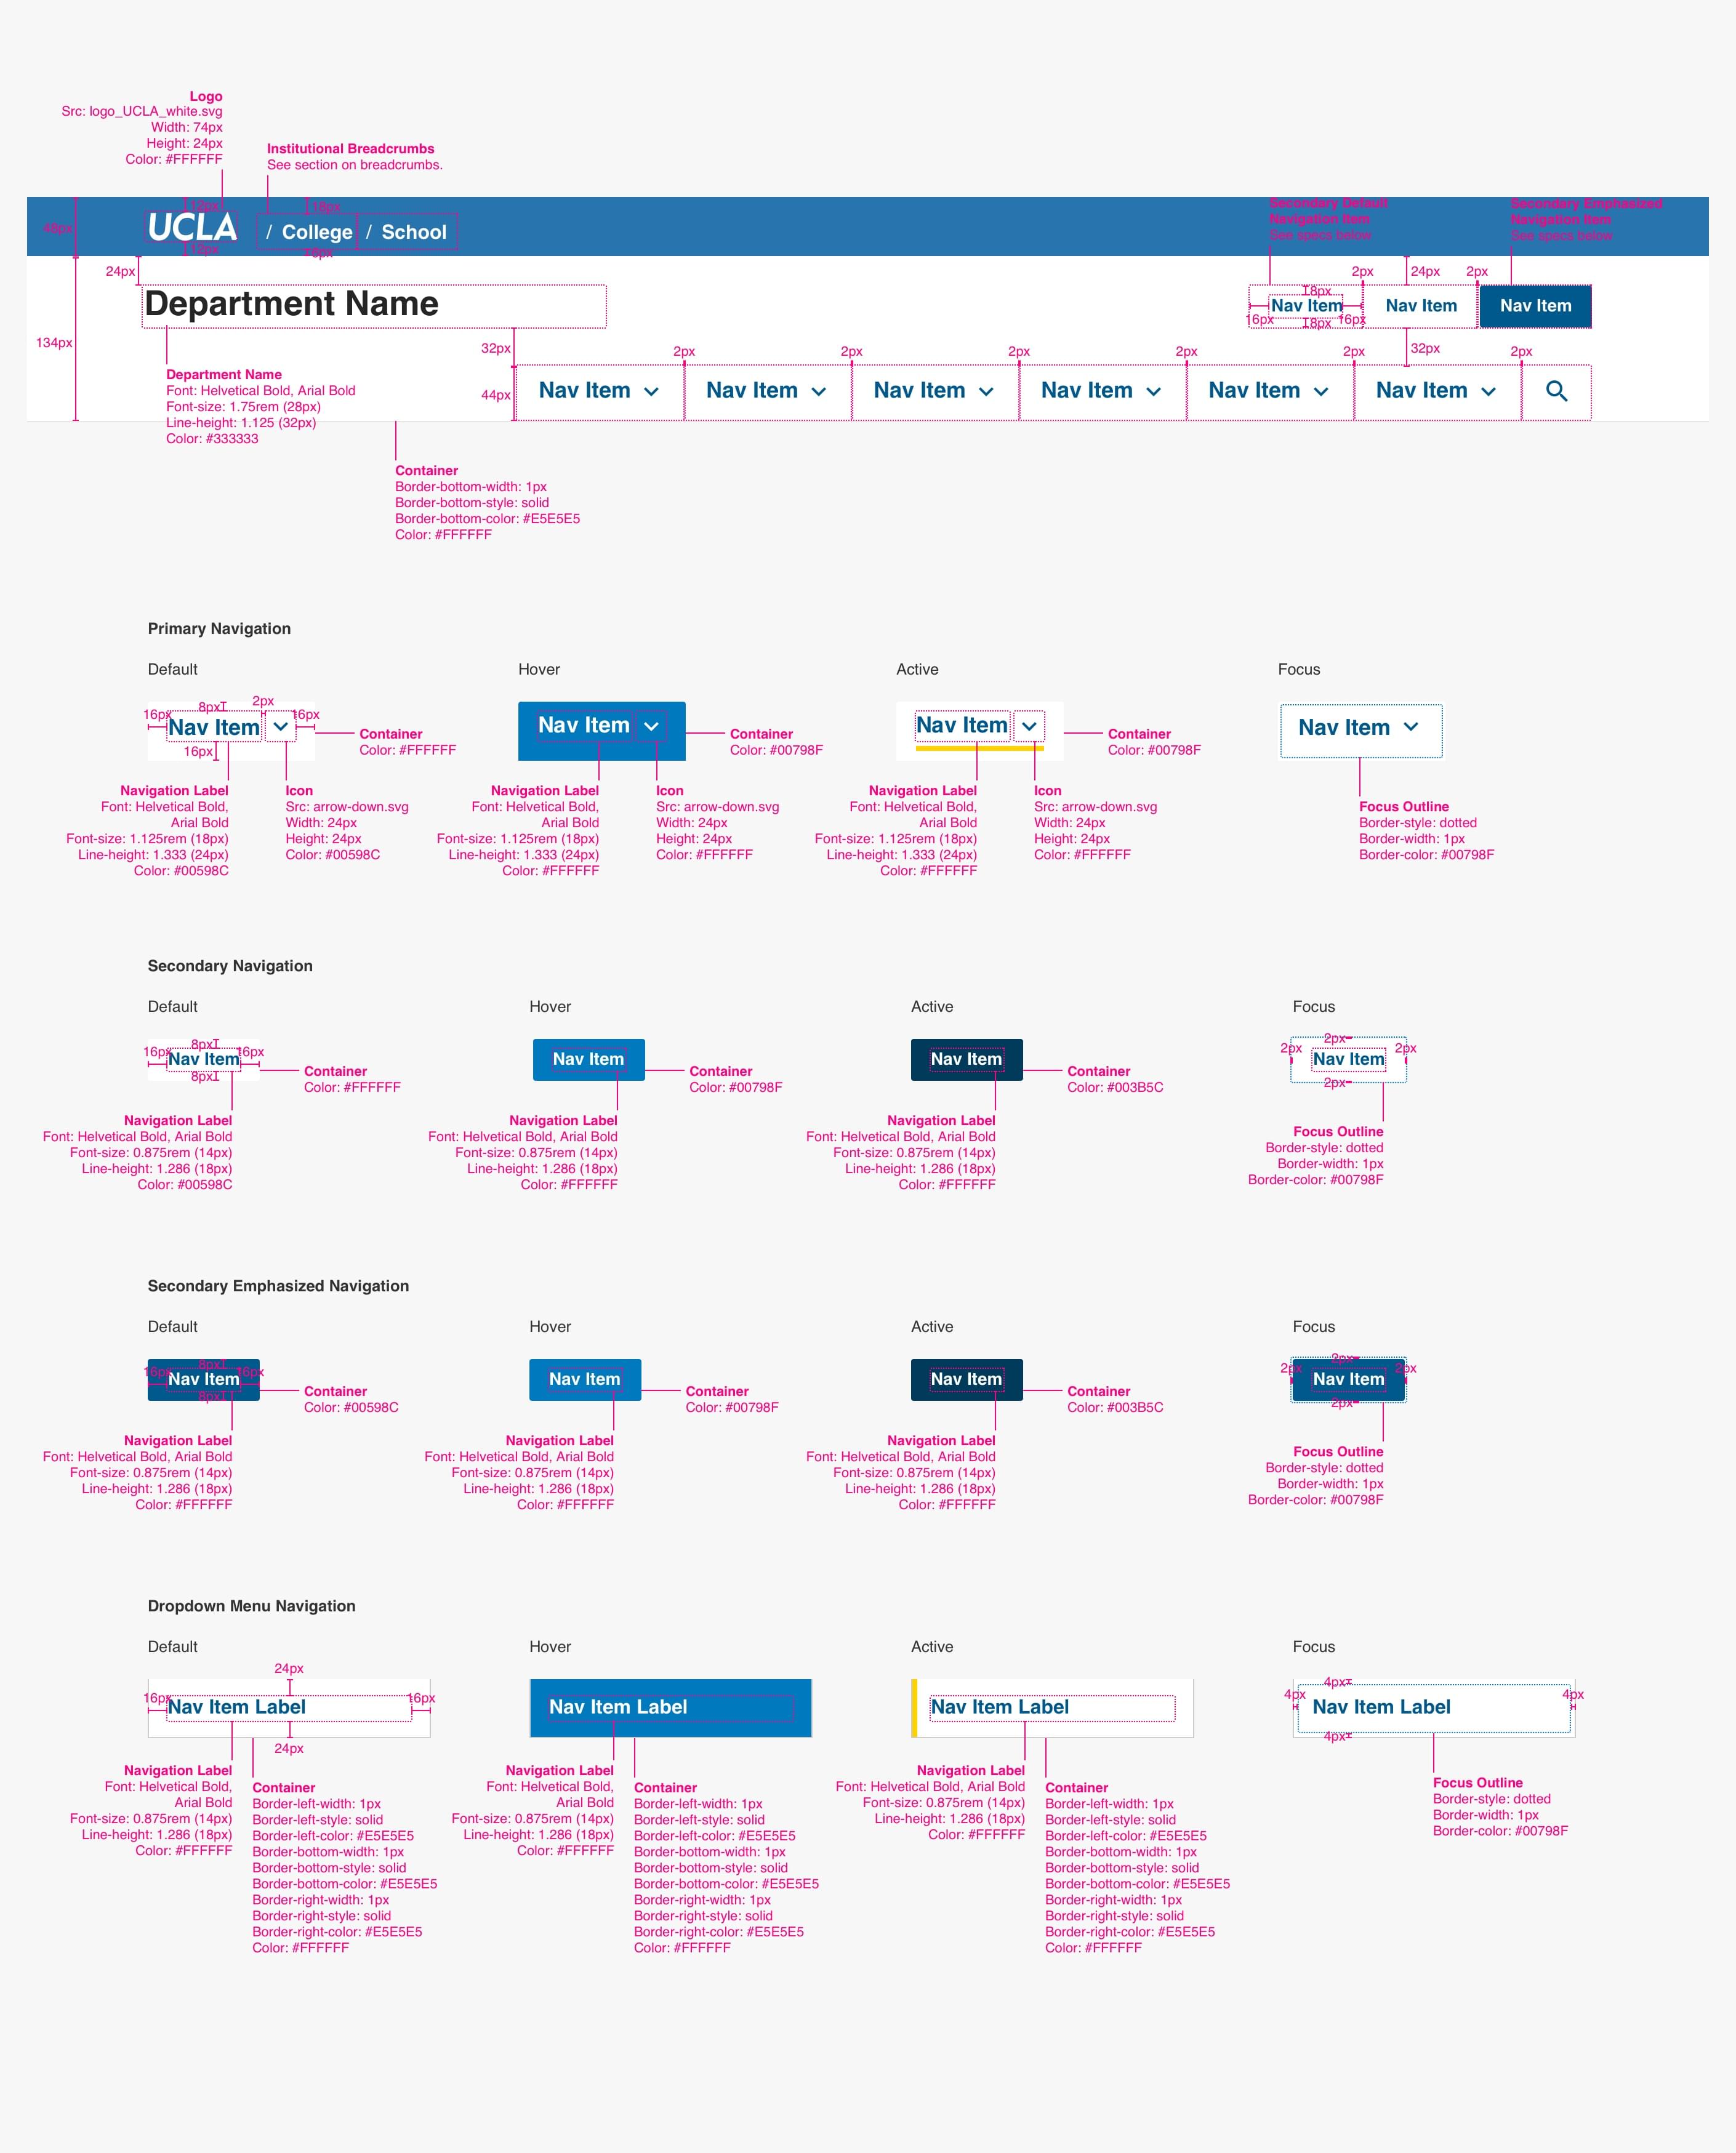 Logo
Src: logo_UCLA_white.svg
Width: 74px
Height: 24px
Color: #FFFFFF
Institutional Breadcrumbs
See section on breadcrumbs.
48px
12px
UCLA
12px
18px
/ College / School
Secondary Default
Navigation Item
See specs below
Secondary Emphasized
Navigation Item
See specs below
24px
134px
Department Name
2px
24px
2px
18px
Nav Item
16px
18px
16px
Nav Item
Nav Item
32px
32px
2px
2px
2px
2px
2px
2px
44px
Nav Item
Nav Item
Nav Item
Nav Item
Nav Item
Nav Item
Department Name
Font: Helvetical Bold, Arial Bold
Font-size: 1.75rem (28px)
Line-height: 1.125 (32px)
Color: #333333
Container
Border-bottom-width: 1px
Border-bottom-style: solid
Border-bottom-color: #E5E5E5
Color: #FFFFFF
Primary Navigation
Default
8px
2px
16px
Nav Item
16px
16px
Container
Color: #FFFFFF
Navigation Label
Font: Helvetical Bold,
Arial Bold
Font-size: 1.125rem (18px)
Line-height: 1.333 (24px)
Color: #00598C
Icon
Src: arrow-down.svg
Width: 24px
Height: 24px
Color: #00598C
Hover
Nav Item
Container
Color: #00798F
Navigation Label
Font: Helvetical Bold,
Arial Bold
Font-size: 1.125rem (18px)
Line-height: 1.333 (24px)
Color: #FFFFFF
Icon
Src: arrow-down.svg
Width: 24px
Height: 24px
Color: #FFFFFF
Active
Nav Item
Container
Color: #00798F
Navigation Label
Font: Helvetical Bold,
Arial Bold
Font-size: 1.125rem (18px)
Line-height: 1.333 (24px)
Color: #FFFFFF
Icon
Src: arrow-down.svg
Width: 24px
Height: 24px
Color: #FFFFFF
Focus
Nav Item
Focus Outline
Border-style: dotted
Border-width: 1px
Border-color: #00798F
Secondary Navigation
Default
8px
16px
Nav Item
16px
8px
Container
Color: #FFFFFF
Navigation Label
Font: Helvetical Bold, Arial Bold
Font-size: 0.875rem (14px)
Line-height: 1.286 (18px)
Color: #00598C
Hover
Nav Item
Container
Color: #00798F
Navigation Label
Font: Helvetical Bold, Arial Bold
Font-size: 0.875rem (14px)
Line-height: 1.286 (18px)
Color: #FFFFFF
Active
Nav Item
Container
Color: #003B5C
Navigation Label
Font: Helvetical Bold, Arial Bold
Font-size: 0.875rem (14px)
Line-height: 1.286 (18px)
Color: #FFFFFF
Focus
2px
2px
Nav Item
2px
2px
Focus Outline
Border-style: dotted
Border-width: 1px
Border-color: #00798F
Secondary Emphasized Navigation
Default
8px
16px
Nav Item
16px
8px
Container
Color: #00598C
Navigation Label
Font: Helvetical Bold, Arial Bold
Font-size: 0.875rem (14px)
Line-height: 1.286 (18px)
Color: #FFFFFF
Hover
Nav Item
Container
Color: #00798F
Navigation Label
Font: Helvetical Bold, Arial Bold
Font-size: 0.875rem (14px)
Line-height: 1.286 (18px)
Color: #FFFFFF
Active
Nav Item
Container
Color: #003B5C
Navigation Label
Font: Helvetical Bold, Arial Bold
Font-size: 0.875rem (14px)
Line-height: 1.286 (18px)
Color: #FFFFFF
Focus
2px
2px
Nav Item
2px
2px
Focus Outline
Border-style: dotted
Border-width: 1px
Border-color: #00798F
Dropdown Menu Navigation
Default
24px
16px
Nav Item Label
16px
24px
Navigation Label
Font: Helvetical Bold,
Arial Bold
Font-size: 0.875rem (14px)
Line-height: 1.286 (18px)
Color: #FFFFFF
Container
Border-left-width: 1px
Border-left-style: solid
Border-left-color: #E5E5E5
Border-bottom-width: 1px
Border-bottom-style: solid
Border-bottom-color: #E5E5E5
Border-right-width: 1px
Border-right-style: solid
Border-right-color: #E5E5E5
Color: #FFFFFF
Hover
Nav Item Label
Navigation Label
Font: Helvetical Bold,
Arial Bold
Font-size: 0.875rem (14px)
Line-height: 1.286 (18px)
Color: #FFFFFF
Container
Border-left-width: 1px
Border-left-style: solid
Border-left-color: #E5E5E5
Border-bottom-width: 1px
Border-bottom-style: solid
Border-bottom-color: #E5E5E5
Border-right-width: 1px
Border-right-style: solid
Border-right-color: #E5E5E5
Color: #FFFFFF
Active
Nav Item Label
Navigation Label
Font: Helvetical Bold, Arial Bold
Font-size: 0.875rem (14px)
Line-height: 1.286 (18px)
Color: #FFFFFF
Container
Border-left-width: 1px
Border-left-style: solid
Border-left-color: #E5E5E5
Border-bottom-width: 1px
Border-bottom-style: solid
Border-bottom-color: #E5E5E5
Border-right-width: 1px
Border-right-style: solid
Border-right-color: #E5E5E5
Color: #FFFFFF
Focus
4px
4px
Nav Item Label
4px
4px
Focus Outline
Border-style: dotted
Border-width: 1px
Border-color: #00798F